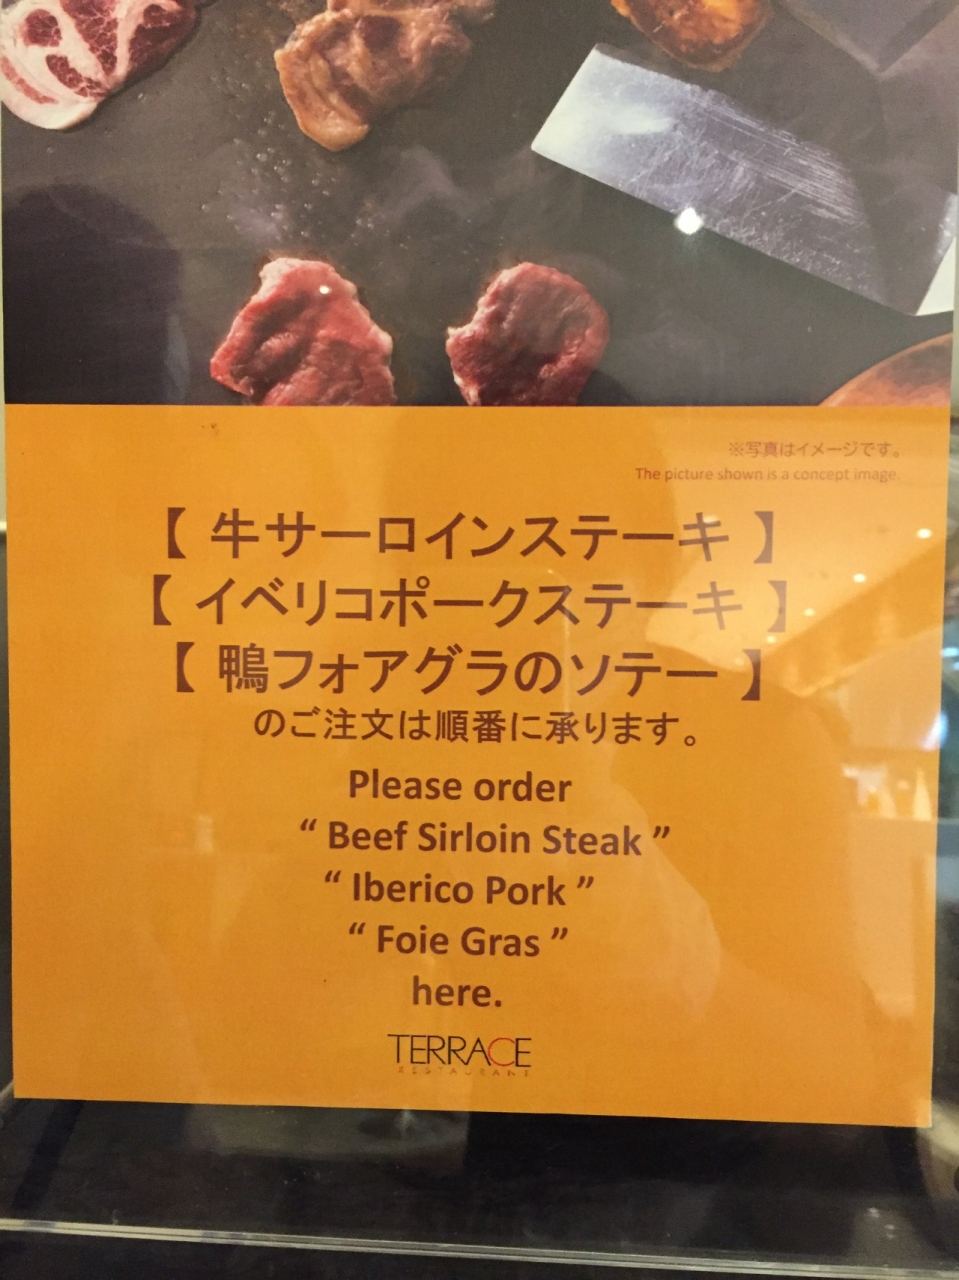 ※写真はイメージです。
The picture shown is a concept image.
【 牛サーロインステーキ 】
【 イベリコポークステーキ 】
【 鴨フォアグラのソテー 】
のご注文は順番に承ります。
Please order
“ Beef Sirloin Steak ”
“ Iberico Pork ”
“ Foie Gras ”
here.
TERRACE
RESTAURANT